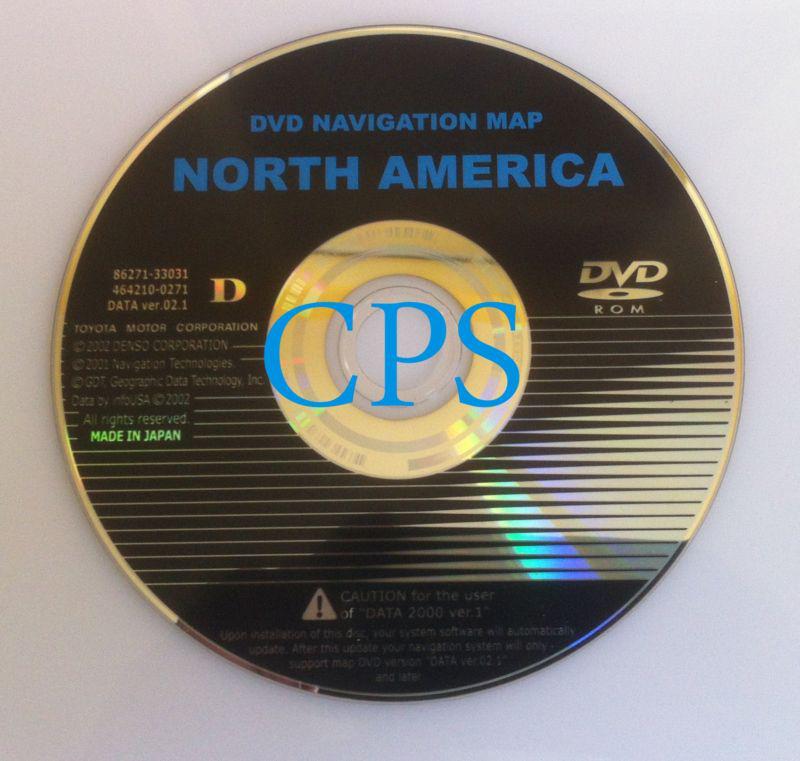 DVD NAVIGATION MAP
NORTH AMERICA
86271-33031
464210-0271
DATA ver.02.1
D
DVD
ROM
TOYOTA MOTOR CORPORATION
©2002 DENSO CORPORATION
©2001 Navigation Technologies.
©GDT, Geographic Data Technology, Inc.
Data by infoUSA ©2002
All rights reserved.
MADE IN JAPAN
CPS
CAUTION for the user
of "DATA 2000 ver.1"
Upon installation of this disc, your system software will automatically
update. After this update your navigation system will only
support map DVD version "DATA ver.02.1"
and later